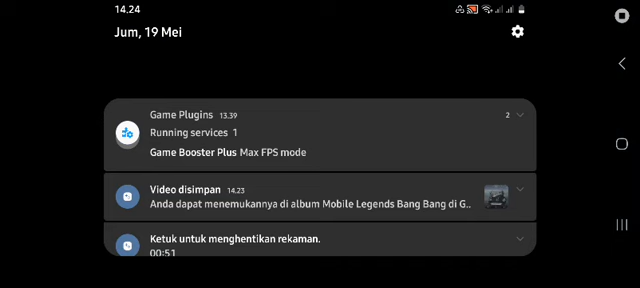 14.24
Jum, 19 Mei
Game Plugins 13.39
2
Running services 1
Game Booster Plus Max FPS mode
Video disimpan 14.23
Anda dapat menemukannya di album Mobile Legends Bang Bang di G..
Ketuk untuk menghentikan rekaman.
00:51